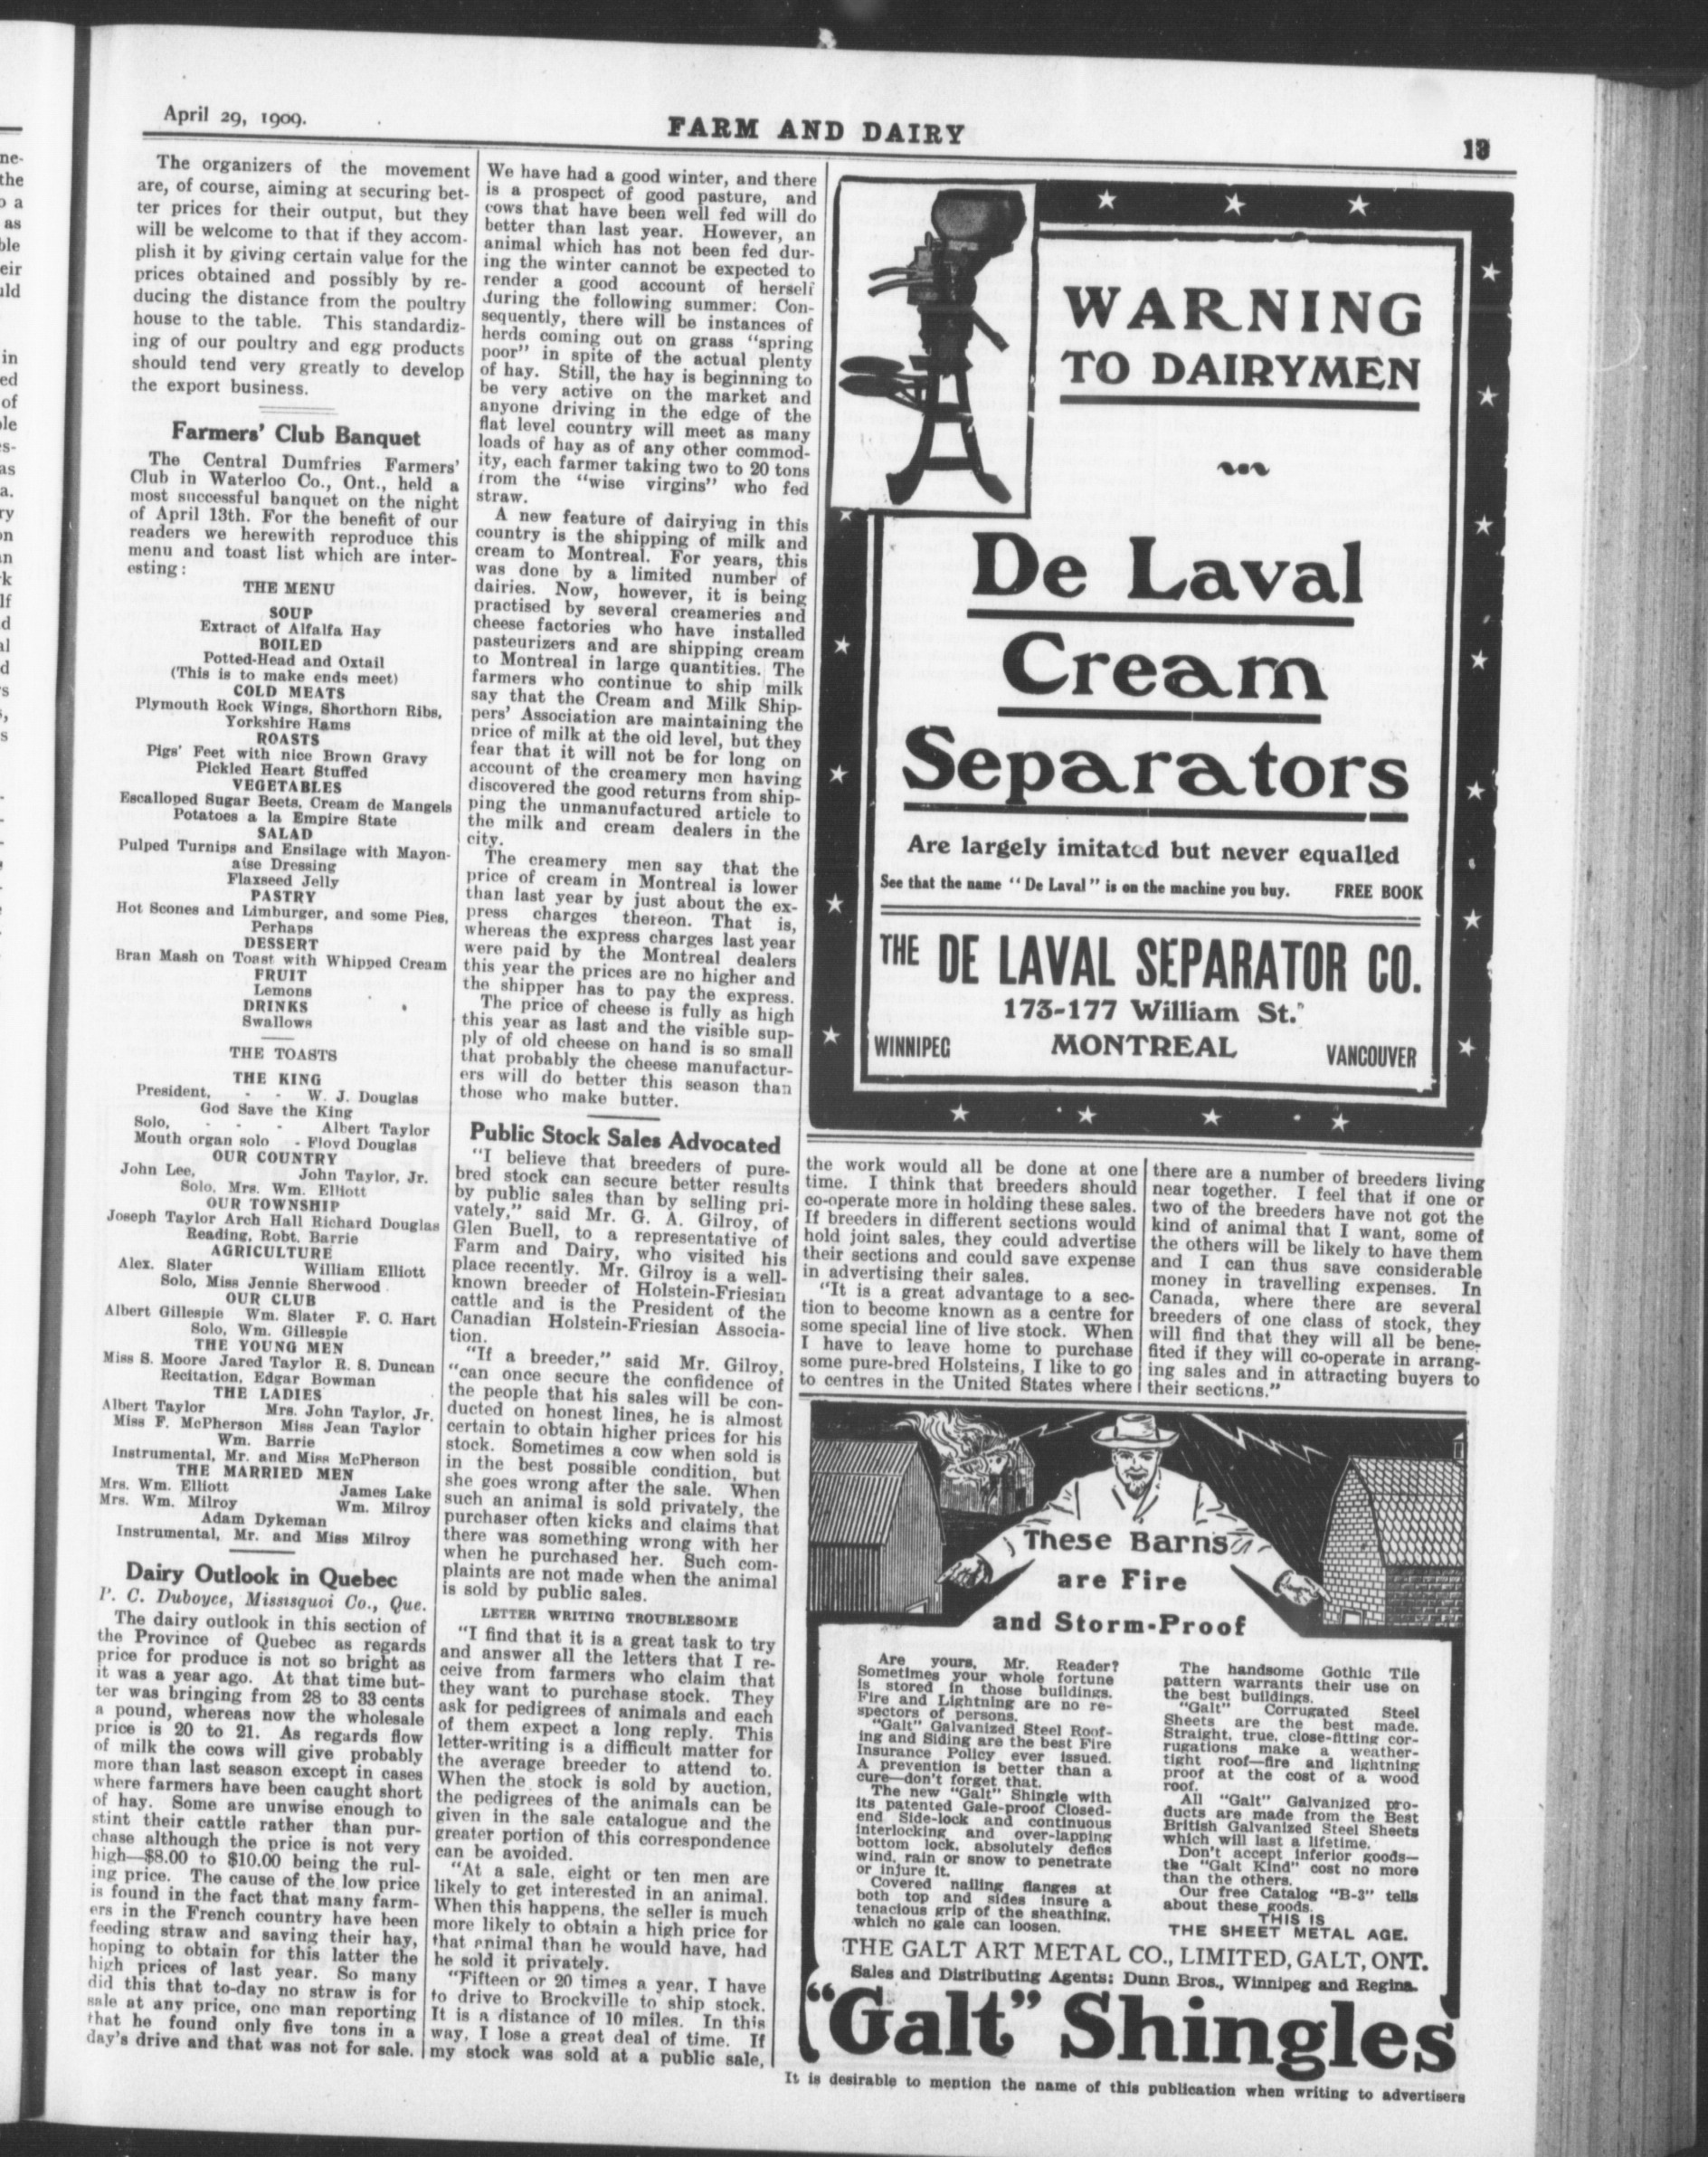 April 29, 1909.
FARM AND DAIRY
13
The organizers of the movement
are, of course, aiming at securing bet-
ter prices for their output, but they
will be welcome to that if they accom-
plish it by giving certain value for the
prices obtained and possibly by re-
ducing the distance from the poultry
house to the table. This standardiz-
ing of our poultry and egg products
should tend very greatly to develop
the export business.
Farmers' Club Banquet
The Central Dumfries Farmers'
Club in Waterloo Co., Ont., held a
most successful banquet on the night
of April 13th. For the benefit of our
readers we herewith reproduce this
menu and toast list which are inter-
esting:
THE MENU
SOUP
Extract of Alfalfa Hay
BOILED
Potted-Head and Oxtail
(This is to make ends meet)
COLD MEATS
Plymouth Rock Wings, Shorthorn Ribs,
Yorkshire Hams
ROASTS
Pigs' Feet with nice Brown Gravy
Pickled Heart Stuffed
VEGETABLES
Escalloped Sugar Beets, Cream de Mangels
Potatoes a la Empire State
SALAD
Pulped Turnips and Ensilage with Mayon-
aise Dressing
Flaxseed Jelly
PASTRY
Hot Scones and Limburger, and some Pies,
Perhaps
DESSERT
Bran Mash on Toast with Whipped Cream
FRUIT
Lemons
DRINKS
Swallows
THE TOASTS
THE KING
President, - - W. J. Douglas
God Save the King
Solo, - - - Albert Taylor
Mouth organ solo - Floyd Douglas
OUR COUNTRY
John Lee, John Taylor, Jr.
Solo, Mrs. Wm. Elliott
OUR TOWNSHIP
Joseph Taylor Arch Hall Richard Douglas
Reading, Robt. Barrie
AGRICULTURE
Alex. Slater William Elliott
Solo, Miss Jennie Sherwood
OUR CLUB
Albert Gillespie Wm. Slater F. C. Hart
Solo, Wm. Gillespie
THE YOUNG MEN
Miss S. Moore Jared Taylor R. S. Duncan
Recitation, Edgar Bowman
THE LADIES
Albert Taylor Mrs. John Taylor, Jr.
Miss F. McPherson Miss Jean Taylor
Wm. Barrie
Instrumental, Mr. and Miss McPherson
THE MARRIED MEN
Mrs. Wm. Elliott James Lake
Mrs. Wm. Milroy Wm. Milroy
Adam Dykeman
Instrumental, Mr. and Miss Milroy
Dairy Outlook in Quebec
P. C. Duboyce, Missisquoi Co., Que.
The dairy outlook in this section of
the Province of Quebec as regards
price for produce is not so bright as
it was a year ago. At that time but-
ter was bringing from 28 to 33 cents
a pound, whereas now the wholesale
price is 20 to 21. As regards flow
of milk the cows will give probably
more than last season except in cases
where farmers have been caught short
of hay. Some are unwise enough to
stint their cattle rather than pur-
chase although the price is not very
high—$8.00 to $10.00 being the rul-
ing price. The cause of the low price
is found in the fact that many farm-
ers in the French country have been
feeding straw and saving their hay,
hoping to obtain for this latter the
high prices of last year. So many
did this that to-day no straw is for
sale at any price, one man reporting
that he found only five tons in a
day's drive and that was not for sale.
We have had a good winter, and there
is a prospect of good pasture, and
cows that have been well fed will do
better than last year. However, an
animal which has not been fed dur-
ing the winter cannot be expected to
render a good account of herself
during the following summer. Con-
sequently, there will be instances of
herds coming out on grass "spring
poor" in spite of the actual plenty
of hay. Still, the hay is beginning to
be very active on the market and
anyone driving in the edge of the
flat level country will meet as many
loads of hay as of any other commod-
ity, each farmer taking two to 20 tons
from the "wise virgins" who fed
straw.
A new feature of dairying in this
country is the shipping of milk and
cream to Montreal. For years, this
was done by a limited number of
dairies. Now, however, it is being
practised by several creameries and
cheese factories who have installed
pasteurizers and are shipping cream
to Montreal in large quantities. The
farmers who continue to ship milk
say that the Cream and Milk Ship-
pers' Association are maintaining the
price of milk at the old level, but they
fear that it will not be for long on
account of the creamery men having
discovered the good returns from ship-
ping the unmanufactured article to
the milk and cream dealers in the
city.
The creamery men say that the
price of cream in Montreal is lower
than last year by just about the ex-
press charges thereon. That is,
whereas the express charges last year
were paid by the Montreal dealers
this year the prices are no higher and
the shipper has to pay the express.
The price of cheese is fully as high
this year as last and the visible sup-
ply of old cheese on hand is so small
that probably the cheese manufactur-
ers will do better this season than
those who make butter.
Public Stock Sales Advocated
"I believe that breeders of pure-
bred stock can secure better results
by public sales than by selling pri-
vately," said Mr. G. A. Gilroy, of
Glen Buell, to a representative of
Farm and Dairy, who visited his
place recently. Mr. Gilroy is a well-
known breeder of Holstein-Friesian
cattle and is the President of the
Canadian Holstein-Friesian Associa-
tion.
"If a breeder," said Mr. Gilroy,
"can once secure the confidence of
the people that his sales will be con-
ducted on honest lines, he is almost
certain to obtain higher prices for his
stock. Sometimes a cow when sold is
in the best possible condition, but
she goes wrong after the sale. When
such an animal is sold privately, the
purchaser often kicks and claims that
there was something wrong with her
when he purchased her. Such com-
plaints are not made when the animal
is sold by public sales.
LETTER WRITING TROUBLESOME
"I find that it is a great task to try
and answer all the letters that I re-
ceive from farmers who claim that
they want to purchase stock. They
ask for pedigrees of animals and each
of them expect a long reply. This
letter-writing is a difficult matter for
the average breeder to attend to.
When the stock is sold by auction,
the pedigrees of the animals can be
given in the sale catalogue and the
greater portion of this correspondence
can be avoided.
"At a sale, eight or ten men are
likely to get interested in an animal.
When this happens, the seller is much
more likely to obtain a high price for
that animal than he would have, had
he sold it privately.
"Fifteen or 20 times a year, I have
to drive to Brockville to ship stock.
It is a distance of 10 miles. In this
way, I lose a great deal of time. If
my stock was sold at a public sale,
WARNING
TO DAIRYMEN
De Laval
Cream
Separators
Are largely imitated but never equalled
See that the name "De Laval" is on the machine you buy. FREE BOOK
THE DE LAVAL SEPARATOR CO.
173-177 William St.
WINNIPEG MONTREAL VANCOUVER
the work would all be done at one
time. I think that breeders should
co-operate more in holding these sales.
If breeders in different sections would
hold joint sales, they could advertise
their sections and could save expense
in advertising their sales.
"It is a great advantage to a sec-
tion to become known as a centre for
some special line of live stock. When
I have to leave home to purchase
some pure-bred Holsteins, I like to go
to centres in the United States where
there are a number of breeders living
near together. I feel that if one or
two of the breeders have not got the
kind of animal that I want, some of
the others will be likely to have them
and I can thus save considerable
money in travelling expenses. In
Canada, where there are several
breeders of one class of stock, they
will find that they will all be bene-
fited if they will co-operate in arrang-
ing sales and in attracting buyers to
their sections."
These Barns
are Fire
and Storm-Proof
Are yours, Mr. Reader?
Sometimes your whole fortune
is stored in those buildings.
Fire and Lightning are no re-
spectors of persons.
"Galt" Galvanized Steel Roof-
ing and Siding are the best Fire
Insurance Policy ever issued.
A prevention is better than a
cure—don't forget that.
The new "Galt" Shingle with
its patented Gale-proof Closed-
end Side-lock and continuous
interlocking and over-lapping
bottom lock, absolutely defies
wind, rain or snow to penetrate
or injure it.
Covered nailing flanges at
both top and sides insure a
tenacious grip of the sheathing,
which no gale can loosen.
The handsome Gothic Tile
pattern warrants their use on
the best buildings.
"Galt" Corrugated Steel
Sheets are the best made.
Straight, true, close-fitting cor-
rugations make a weather-
tight roof—fire and lightning
proof at the cost of a wood
roof.
All "Galt" Galvanized pro-
ducts are made from the Best
British Galvanized Steel Sheets
which will last a lifetime.
Don't accept inferior goods—
the "Galt Kind" cost no more
than the others.
Our free Catalog "B-3" tells
about these goods.
THIS IS
THE SHEET METAL AGE.
THE GALT ART METAL CO., LIMITED, GALT, ONT.
Sales and Distributing Agents: Dunn Bros., Winnipeg and Regina.
"Galt" Shingles
It is desirable to mention the name of this publication when writing to advertisers